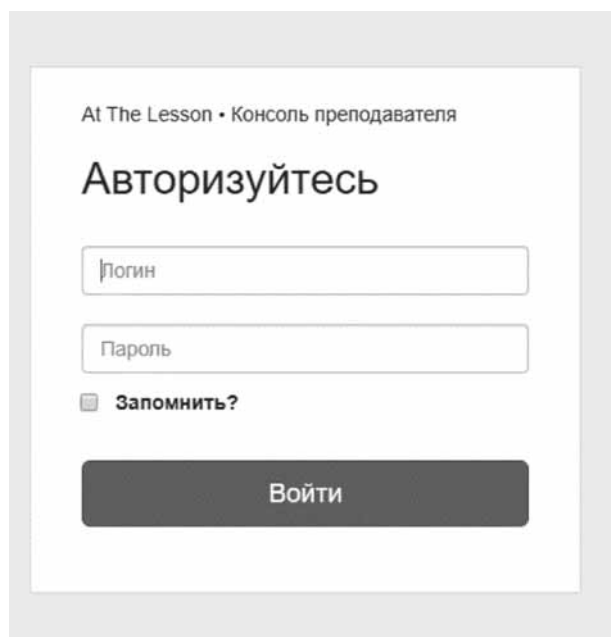 At The Lesson • Консоль преподавателя
Авторизуйтесь
Логин
Пароль
Запомнить?
Войти